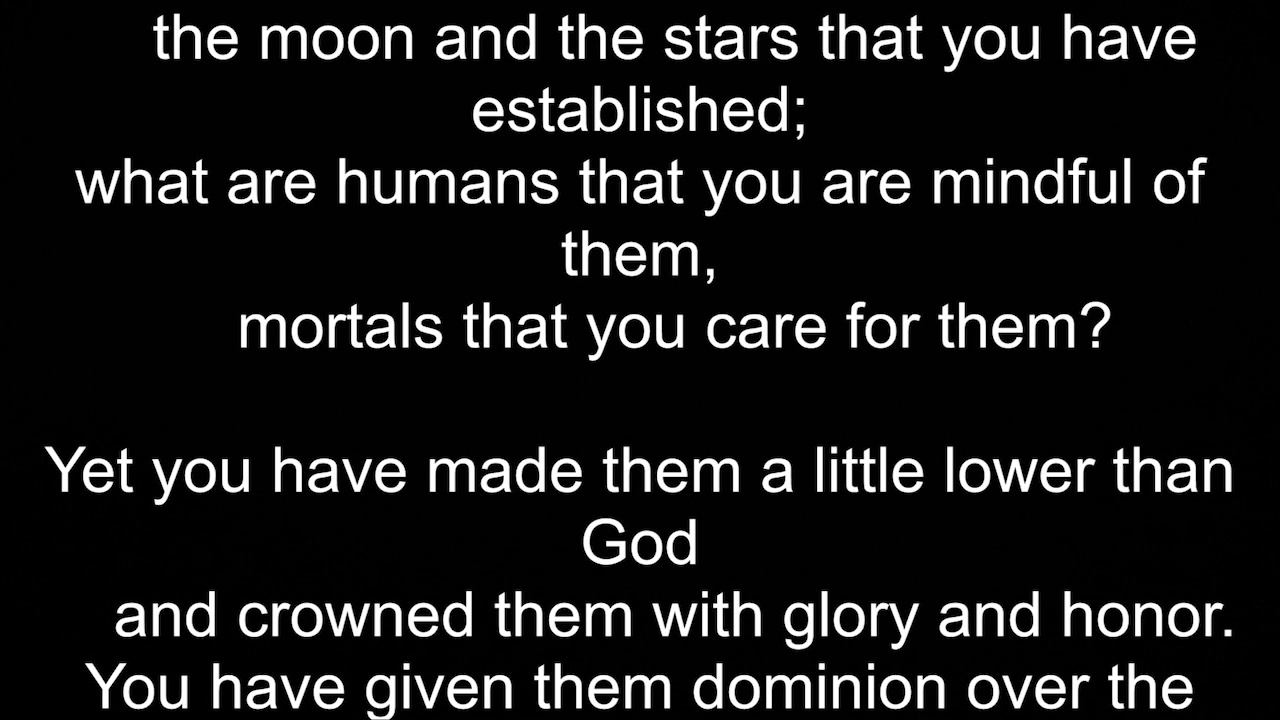 the moon and the stars that you have
established;
what are humans that you are mindful of
them,
mortals that you care for them?
Yet you have made them a little lower than
God
and crowned them with glory and honor.
You have given them dominion over the